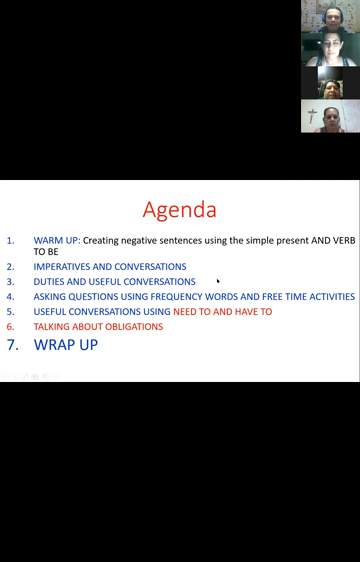 Agenda
1. WARM UP: Creating negative sentences using the simple present AND VERB
TO BE
2. IMPERATIVES AND CONVERSATIONS
3. DUTIES AND USEFUL CONVERSATIONS
4. ASKING QUESTIONS USING FREQUENCY WORDS AND FREE TIME ACTIVITIES
5. USEFUL CONVERSATIONS USING NEED TO AND HAVE TO
6. TALKING ABOUT OBLIGATIONS
7. WRAP UP